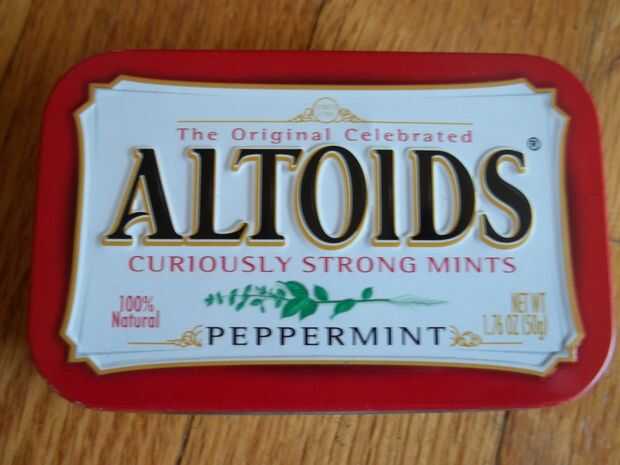 The Original Celebrated
ALTOIDS®
CURIOUSLY STRONG MINTS
100%
Natural
NET WT
1.76 OZ (50g)
PEPPERMINT